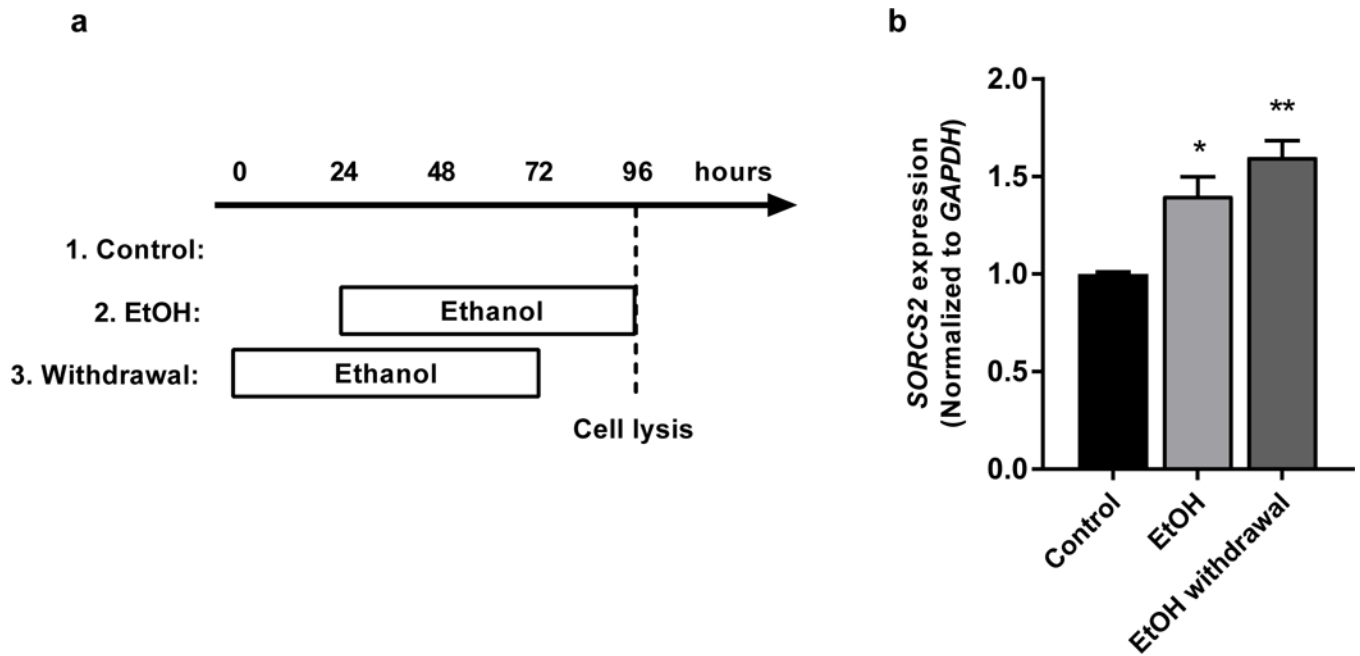 a
0 24 48 72 96 hours
1. Control:
2. EtOH: Ethanol
3. Withdrawal: Ethanol
Cell lysis
b
SORCS2 expression
(Normalized to GAPDH)
2.0
1.5
1.0
0.5
0.0
*
**
Control
EtOH
EtOH withdrawal